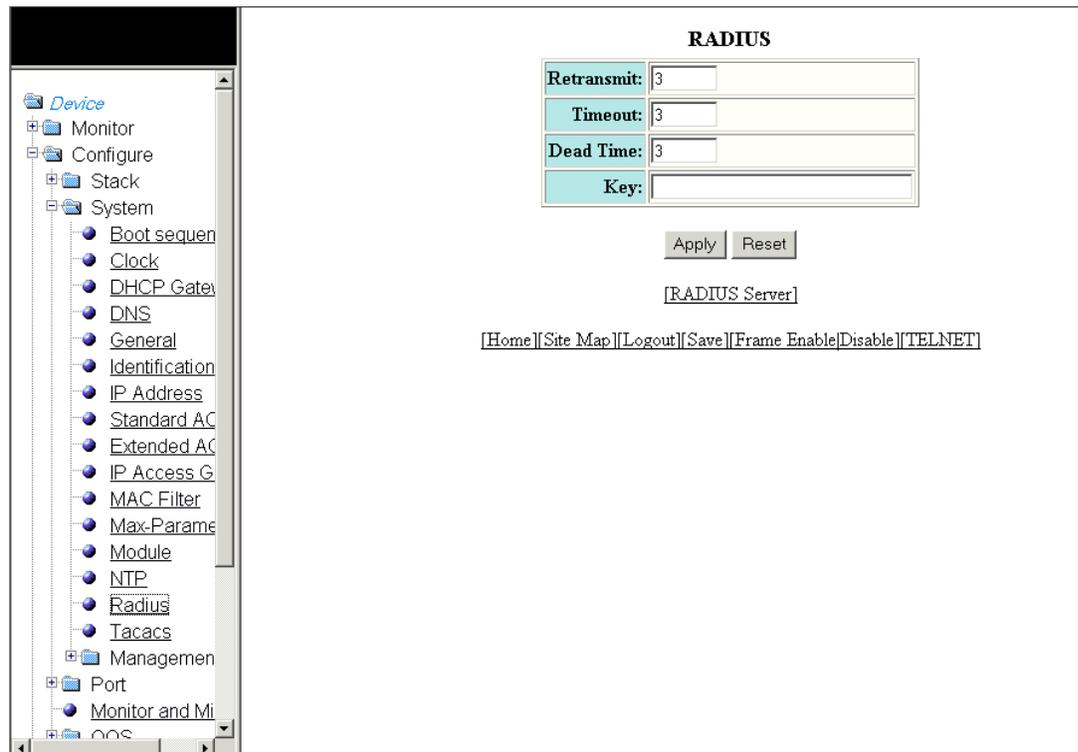 Device
Monitor
Configure
Stack
System
Boot sequen
Clock
DHCP Gate
DNS
General
Identification
IP Address
Standard AC
Extended AC
IP Access G
MAC Filter
Max-Parame
Module
NTP
Radius
Tacacs
Managemen
Port
Monitor and Mi
QOS
RADIUS
Retransmit: 3
Timeout: 3
Dead Time: 3
Key:
Apply Reset
[RADIUS Server]
[Home][Site Map][Logout][Save][Frame Enable|Disable][TELNET]